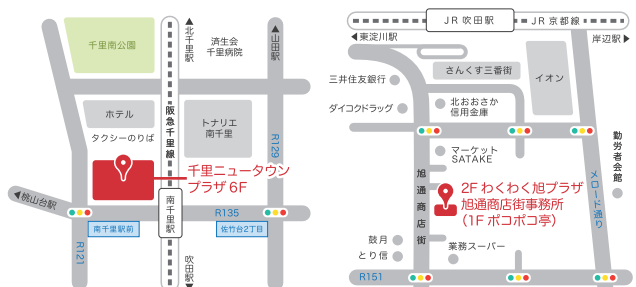 千里南公園
▲北千里駅
済生会
千里病院
▲山田駅
ホテル
タクシーのりば
阪急千里線
トナリエ
南千里
R129
千里ニュータウン
プラザ 6F
◀桃山台駅
南千里駅
R135
南千里駅前
佐竹台2丁目
R121
吹田駅▼
JR吹田駅
JR京都線
◀東淀川駅
岸辺駅▶
三井住友銀行
さんくす三番街
イオン
ダイコクドラッグ
北おおさか
信用金庫
マーケット
SATAKE
勤労者会館
旭通商店街
2F わくわく旭プラザ
旭通商店街事務所
(1F ポコポコ亭)
メロード通り
鼓月
とり信
業務スーパー
R151